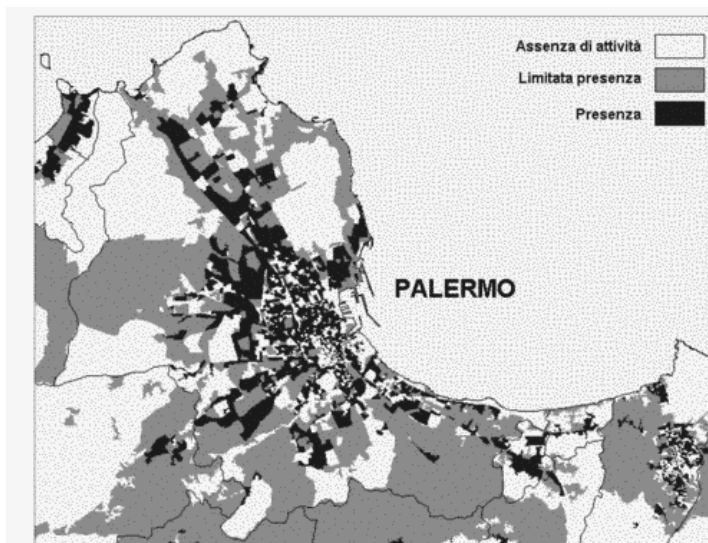 Assenza di attività
Limitata presenza
Presenza
PALERMO